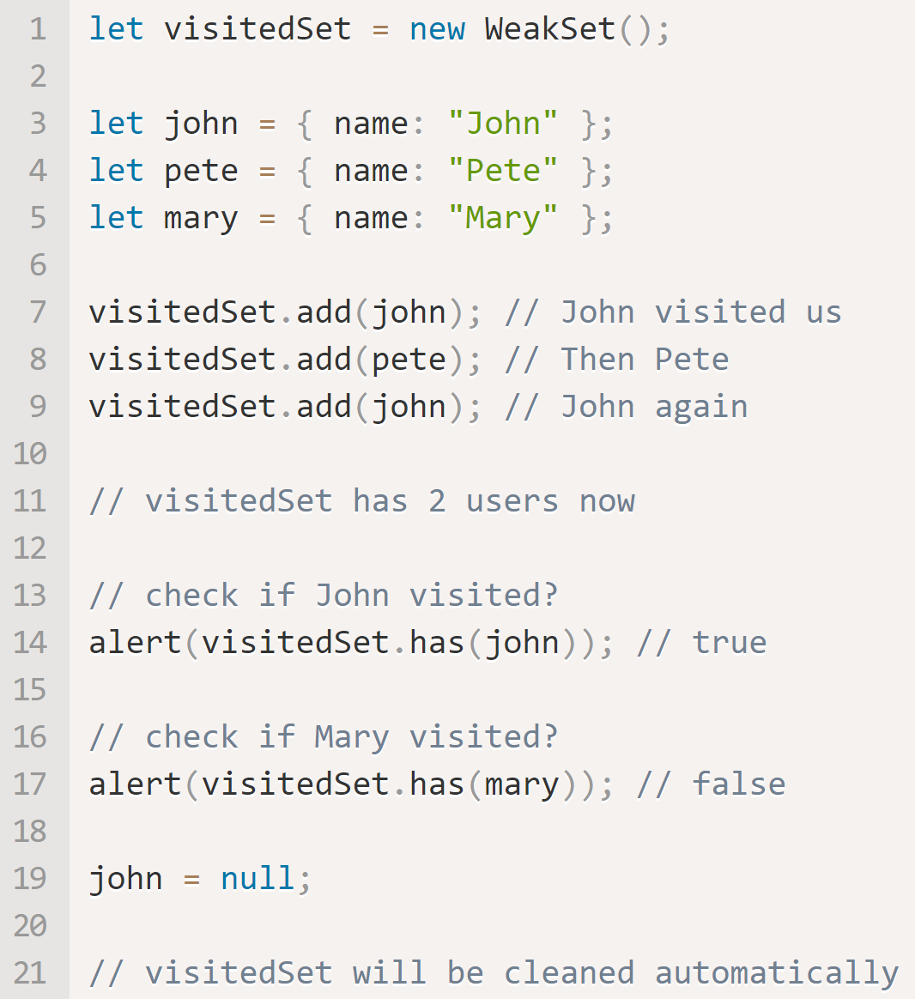 1 let visitedSet = new WeakSet();
2
3 let john = { name: "John" };
4 let pete = { name: "Pete" };
5 let mary = { name: "Mary" };
6
7 visitedSet.add(john); // John visited us
8 visitedSet.add(pete); // Then Pete
9 visitedSet.add(john); // John again
10
11 // visitedSet has 2 users now
12
13 // check if John visited?
14 alert(visitedSet.has(john)); // true
15
16 // check if Mary visited?
17 alert(visitedSet.has(mary)); // false
18
19 john = null;
20
21 // visitedSet will be cleaned automatically